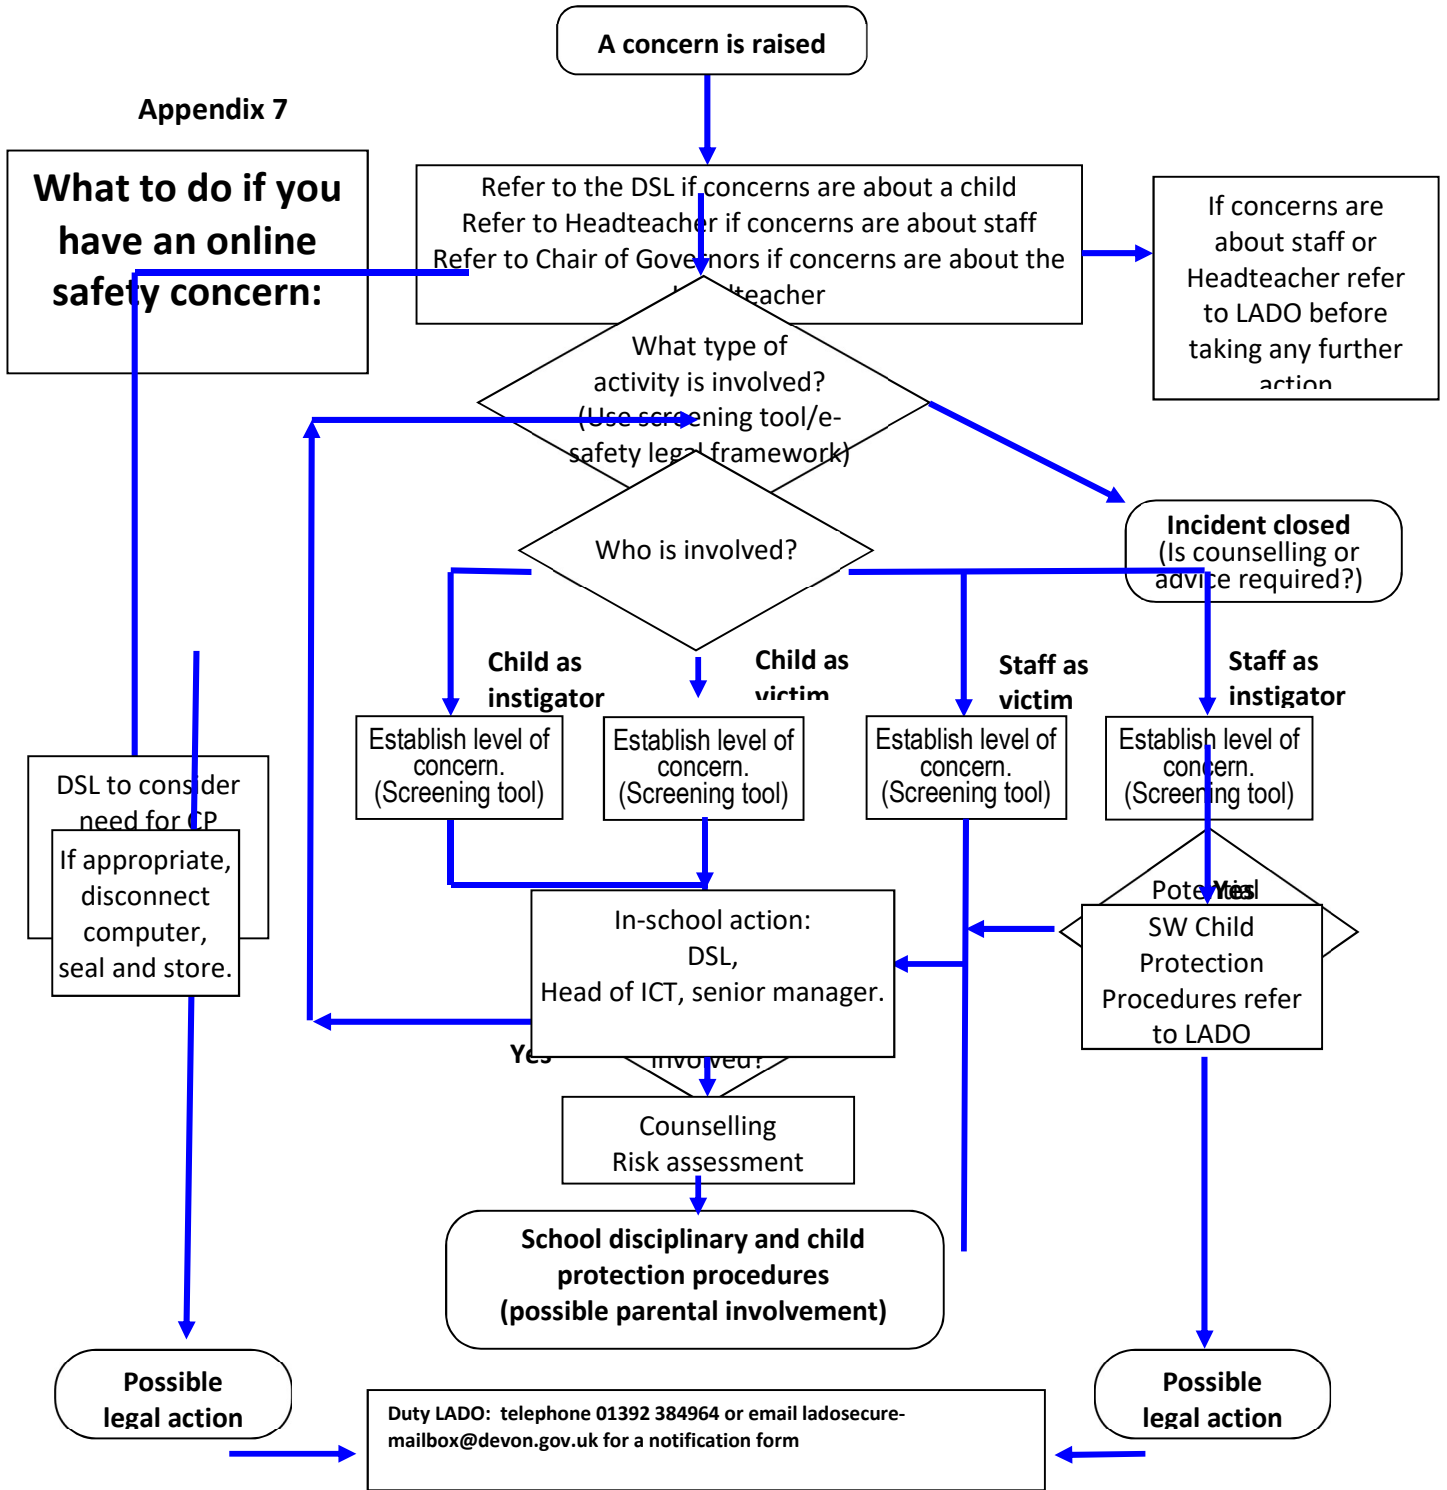 A concern is raised
Appendix 7
What to do if you
have an online
safety concern:
Refer to the DSL if concerns are about a child
Refer to Headteacher if concerns are about staff
Refer to Chair of Governors if concerns are about the
If concerns are
about staff or
Headteacher refer
to LADO before
taking any further
action
What type of
activity is involved?
(Use screening tool/e-
safety legal framework)
Who is involved?
Incident closed
(Is counselling or
advice required?)
Child as
instigator
Child as
victim
Staff as
victim
Staff as
instigator
Establish level of
concern.
(Screening tool)
Establish level of
concern.
(Screening tool)
Establish level of
concern.
(Screening tool)
Establish level of
concern.
(Screening tool)
DSL to consider
need for CP
If appropriate,
disconnect
computer,
seal and store.
In-school action:
DSL,
Head of ICT, senior manager.
Potential
Yes
SW Child
Protection
Procedures refer
to LADO
Yes
involved?
Counselling
Risk assessment
School disciplinary and child
protection procedures
(possible parental involvement)
Possible
legal action
Possible
legal action
Duty LADO: telephone 01392 384964 or email ladosecure-
mailbox@devon.gov.uk for a notification form